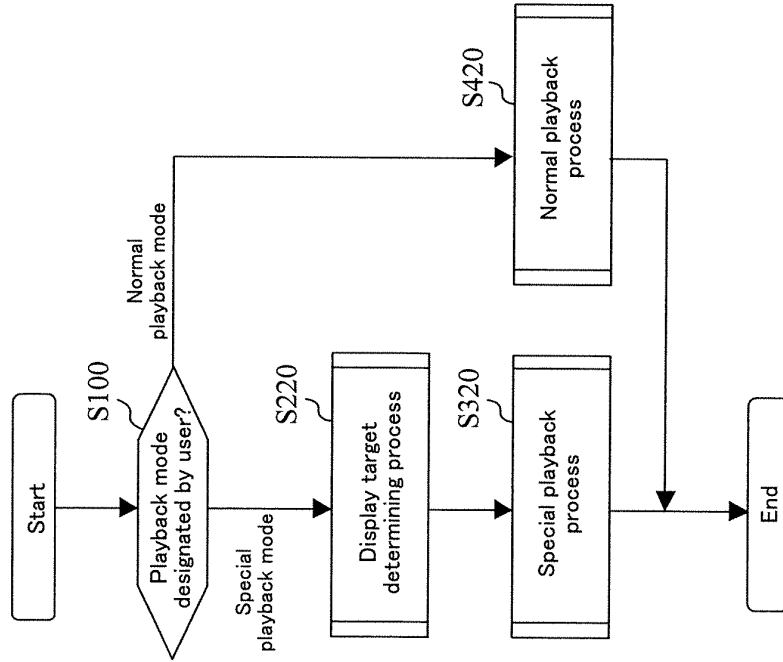 Start
S100
Playback mode
designated by user?
Normal
playback mode
Special
playback mode
S220
Display target
determining process
S320
Special playback
process
S420
Normal playback
process
End